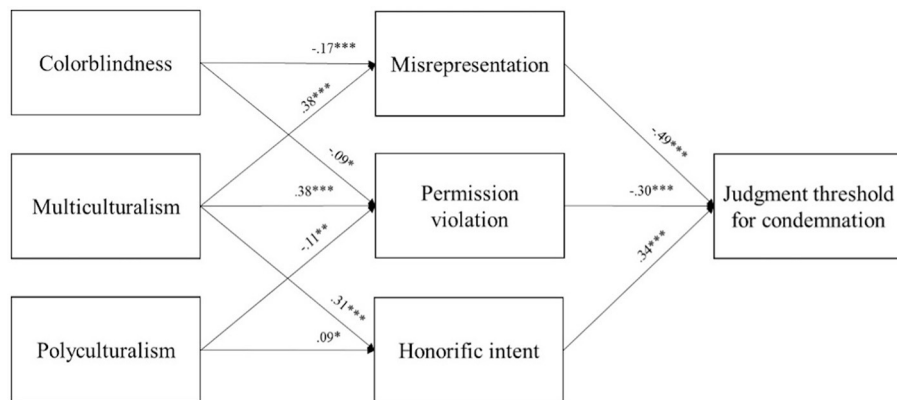 Colorblindness
-.17***
Misrepresentation
.38***
-.49***
-.09*
Multiculturalism
.38***
Permission
violation
-.30***
Judgment threshold
for condemnation
-.11**
.34***
.31***
Polyculturalism
.09*
Honorific intent